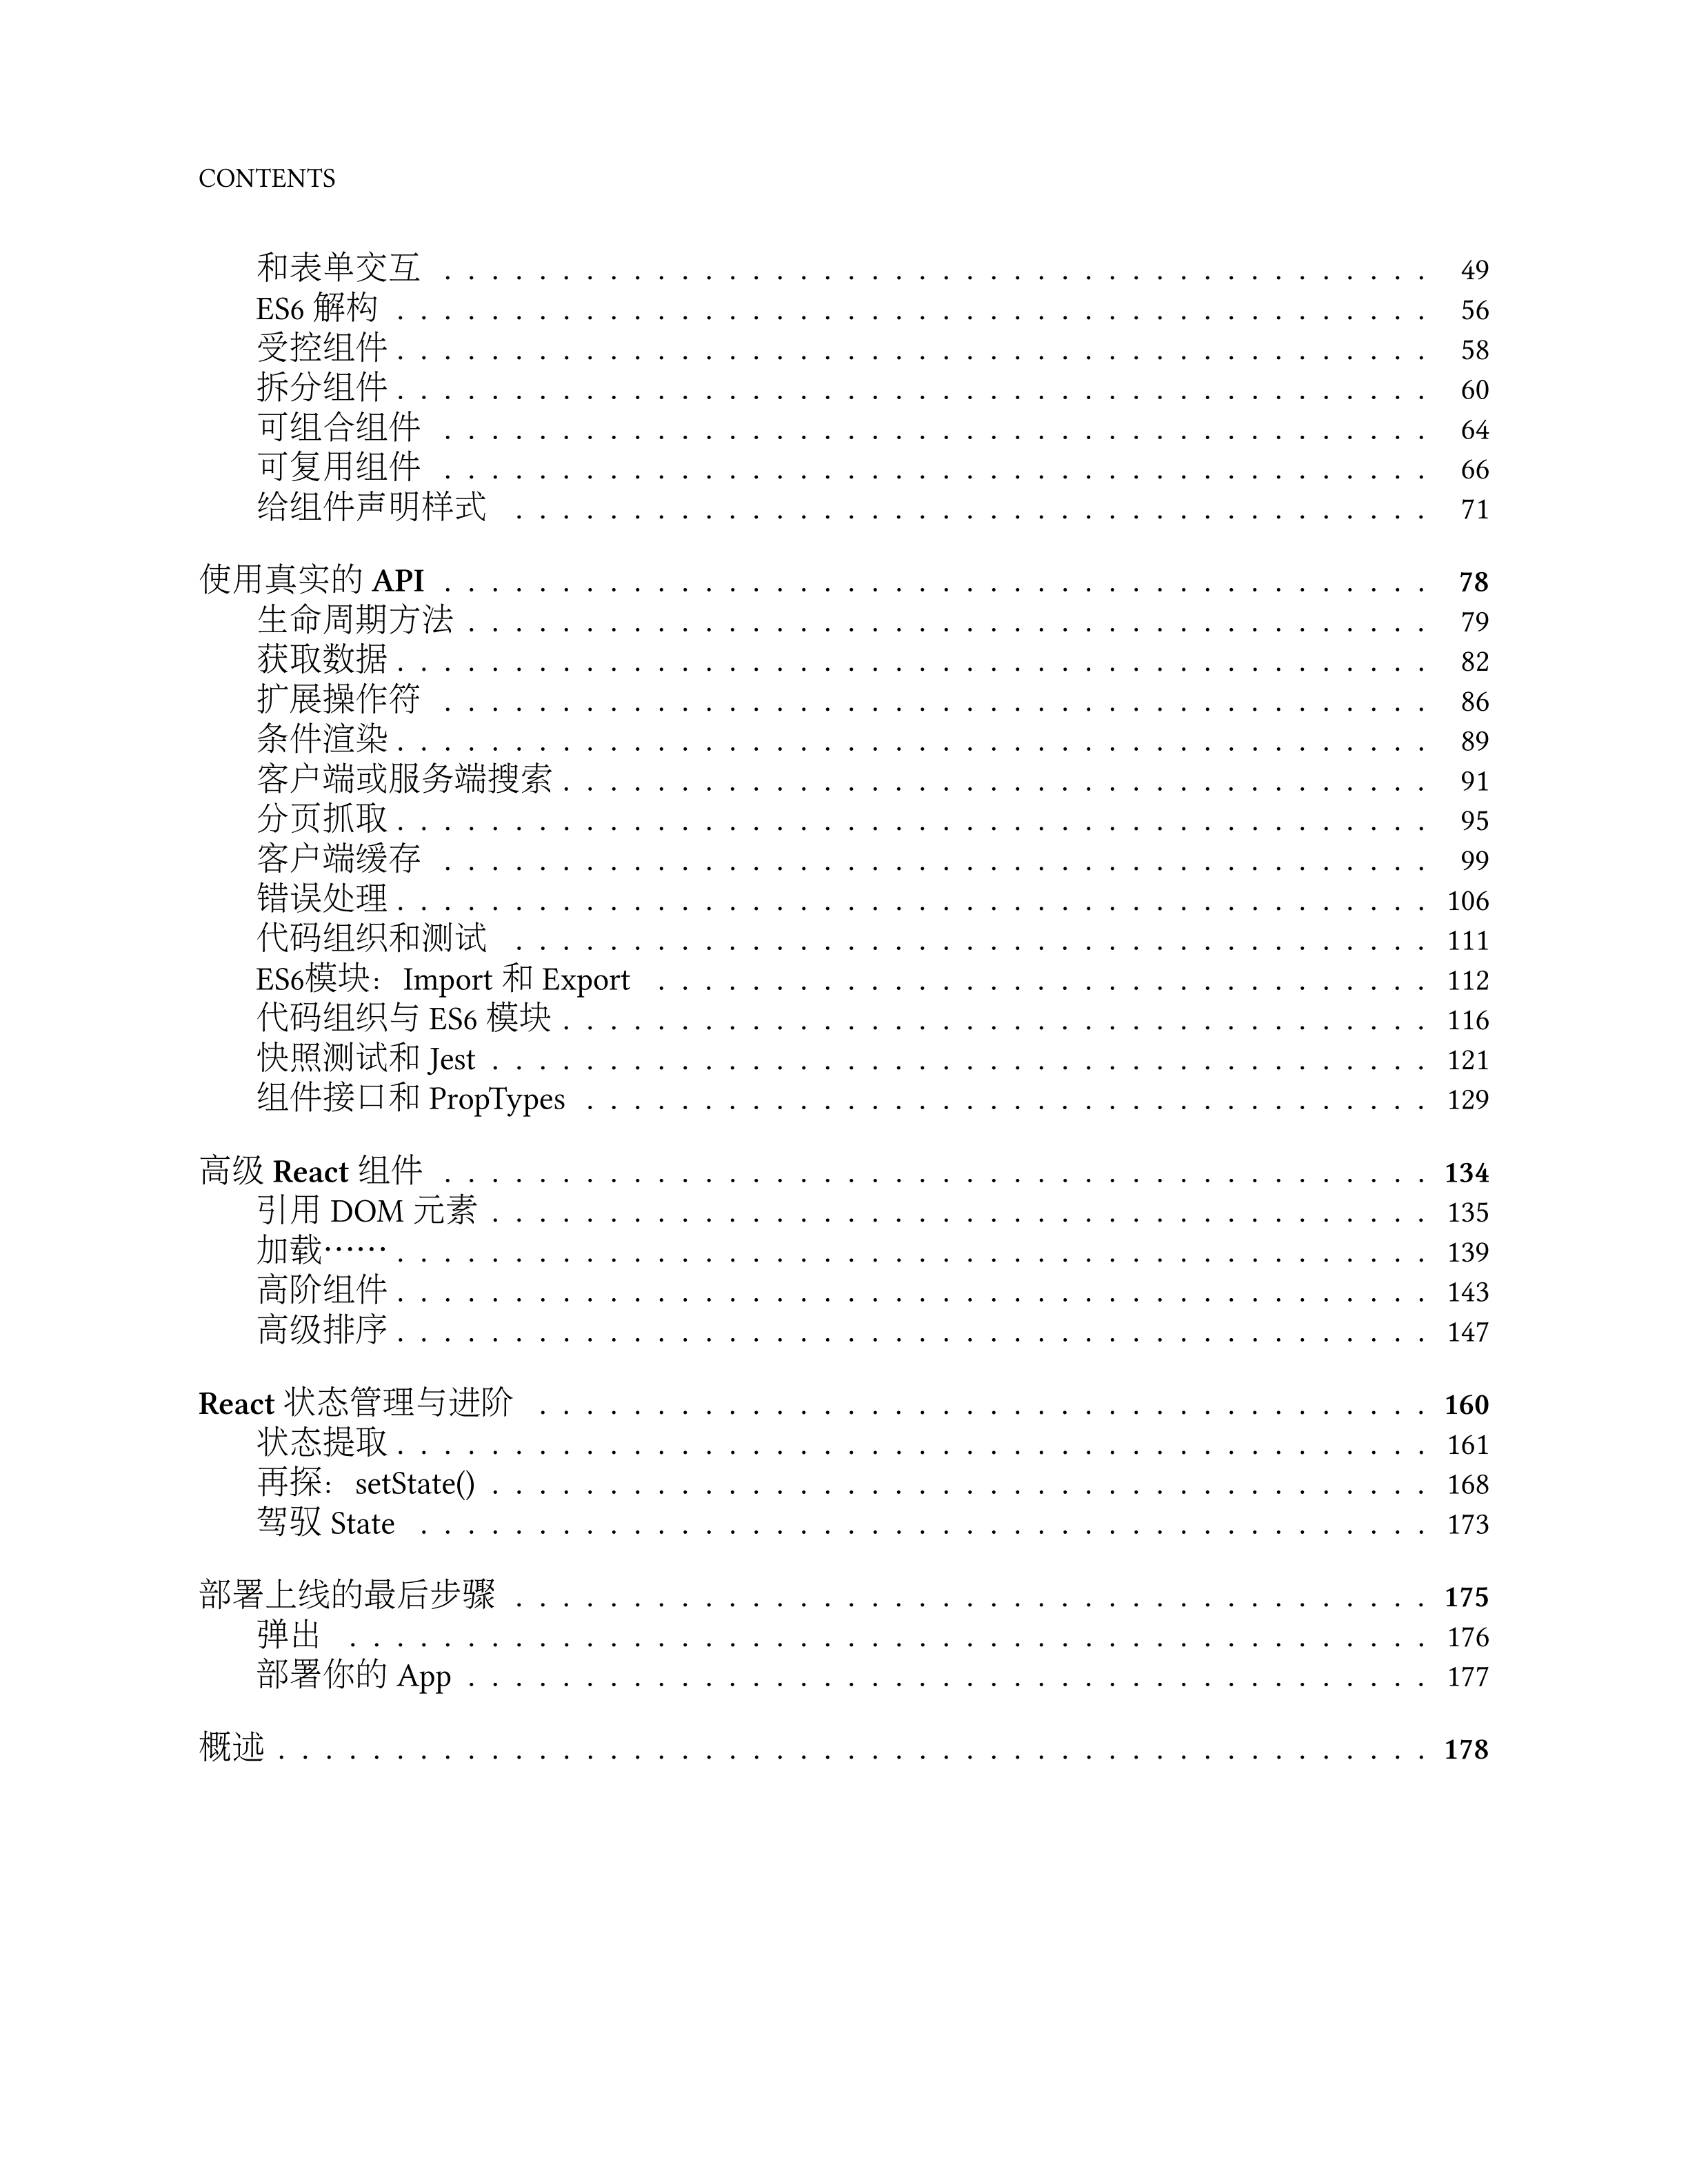 CONTENTS
和表单交互 . . . . . . . . . . . . . . . . . . . . . . . . . . . . . . . . . . . . . . . . . . 49
ES6 解构 . . . . . . . . . . . . . . . . . . . . . . . . . . . . . . . . . . . . . . . . . . . . 56
受控组件 . . . . . . . . . . . . . . . . . . . . . . . . . . . . . . . . . . . . . . . . . . . . 58
拆分组件 . . . . . . . . . . . . . . . . . . . . . . . . . . . . . . . . . . . . . . . . . . . . 60
可组合组件 . . . . . . . . . . . . . . . . . . . . . . . . . . . . . . . . . . . . . . . . . . 64
可复用组件 . . . . . . . . . . . . . . . . . . . . . . . . . . . . . . . . . . . . . . . . . . 66
给组件声明样式 . . . . . . . . . . . . . . . . . . . . . . . . . . . . . . . . . . . . . . . 71
使用真实的 API . . . . . . . . . . . . . . . . . . . . . . . . . . . . . . . . . . . . . . . . . . 78
生命周期方法 . . . . . . . . . . . . . . . . . . . . . . . . . . . . . . . . . . . . . . . . . 79
获取数据 . . . . . . . . . . . . . . . . . . . . . . . . . . . . . . . . . . . . . . . . . . . . 82
扩展操作符 . . . . . . . . . . . . . . . . . . . . . . . . . . . . . . . . . . . . . . . . . . 86
条件渲染 . . . . . . . . . . . . . . . . . . . . . . . . . . . . . . . . . . . . . . . . . . . . 89
客户端或服务端搜索 . . . . . . . . . . . . . . . . . . . . . . . . . . . . . . . . . . . . . 91
分页抓取 . . . . . . . . . . . . . . . . . . . . . . . . . . . . . . . . . . . . . . . . . . . . 95
客户端缓存 . . . . . . . . . . . . . . . . . . . . . . . . . . . . . . . . . . . . . . . . . . 99
错误处理 . . . . . . . . . . . . . . . . . . . . . . . . . . . . . . . . . . . . . . . . . . . . 106
代码组织和测试 . . . . . . . . . . . . . . . . . . . . . . . . . . . . . . . . . . . . . . . 111
ES6模块： Import 和 Export . . . . . . . . . . . . . . . . . . . . . . . . . . . . . . . . . 112
代码组织与 ES6 模块 . . . . . . . . . . . . . . . . . . . . . . . . . . . . . . . . . . . . . 116
快照测试和 Jest . . . . . . . . . . . . . . . . . . . . . . . . . . . . . . . . . . . . . . . . 121
组件接口和 PropTypes . . . . . . . . . . . . . . . . . . . . . . . . . . . . . . . . . . . . 129
高级 React 组件 . . . . . . . . . . . . . . . . . . . . . . . . . . . . . . . . . . . . . . . . . . 134
引用 DOM 元素 . . . . . . . . . . . . . . . . . . . . . . . . . . . . . . . . . . . . . . . . 135
加载…… . . . . . . . . . . . . . . . . . . . . . . . . . . . . . . . . . . . . . . . . . . . . 139
高阶组件 . . . . . . . . . . . . . . . . . . . . . . . . . . . . . . . . . . . . . . . . . . . . 143
高级排序 . . . . . . . . . . . . . . . . . . . . . . . . . . . . . . . . . . . . . . . . . . . . 147
React 状态管理与进阶 . . . . . . . . . . . . . . . . . . . . . . . . . . . . . . . . . . . . . . 160
状态提取 . . . . . . . . . . . . . . . . . . . . . . . . . . . . . . . . . . . . . . . . . . . . 161
再探： setState() . . . . . . . . . . . . . . . . . . . . . . . . . . . . . . . . . . . . . . . . 168
驾驭 State . . . . . . . . . . . . . . . . . . . . . . . . . . . . . . . . . . . . . . . . . . . 173
部署上线的最后步骤 . . . . . . . . . . . . . . . . . . . . . . . . . . . . . . . . . . . . . . . 175
弹出 . . . . . . . . . . . . . . . . . . . . . . . . . . . . . . . . . . . . . . . . . . . . . . 176
部署你的 App . . . . . . . . . . . . . . . . . . . . . . . . . . . . . . . . . . . . . . . . . 177
概述 . . . . . . . . . . . . . . . . . . . . . . . . . . . . . . . . . . . . . . . . . . . . . . . . . 178